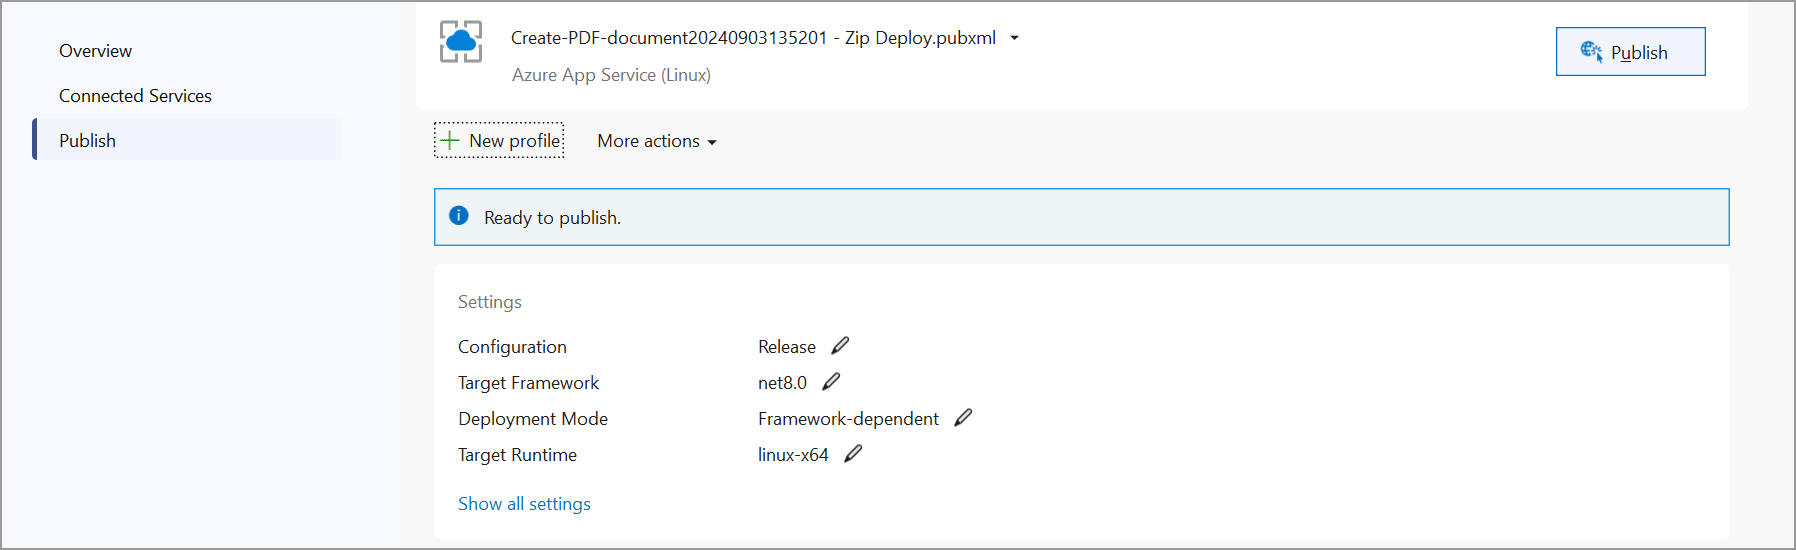 Overview
Connected Services
Publish
Create-PDF-document20240903135201 - Zip Deploy.pubxml
Azure App Service (Linux)
Publish
New profile
More actions
Ready to publish.
Settings
Configuration Release
Target Framework net8.0
Deployment Mode Framework-dependent
Target Runtime linux-x64
Show all settings